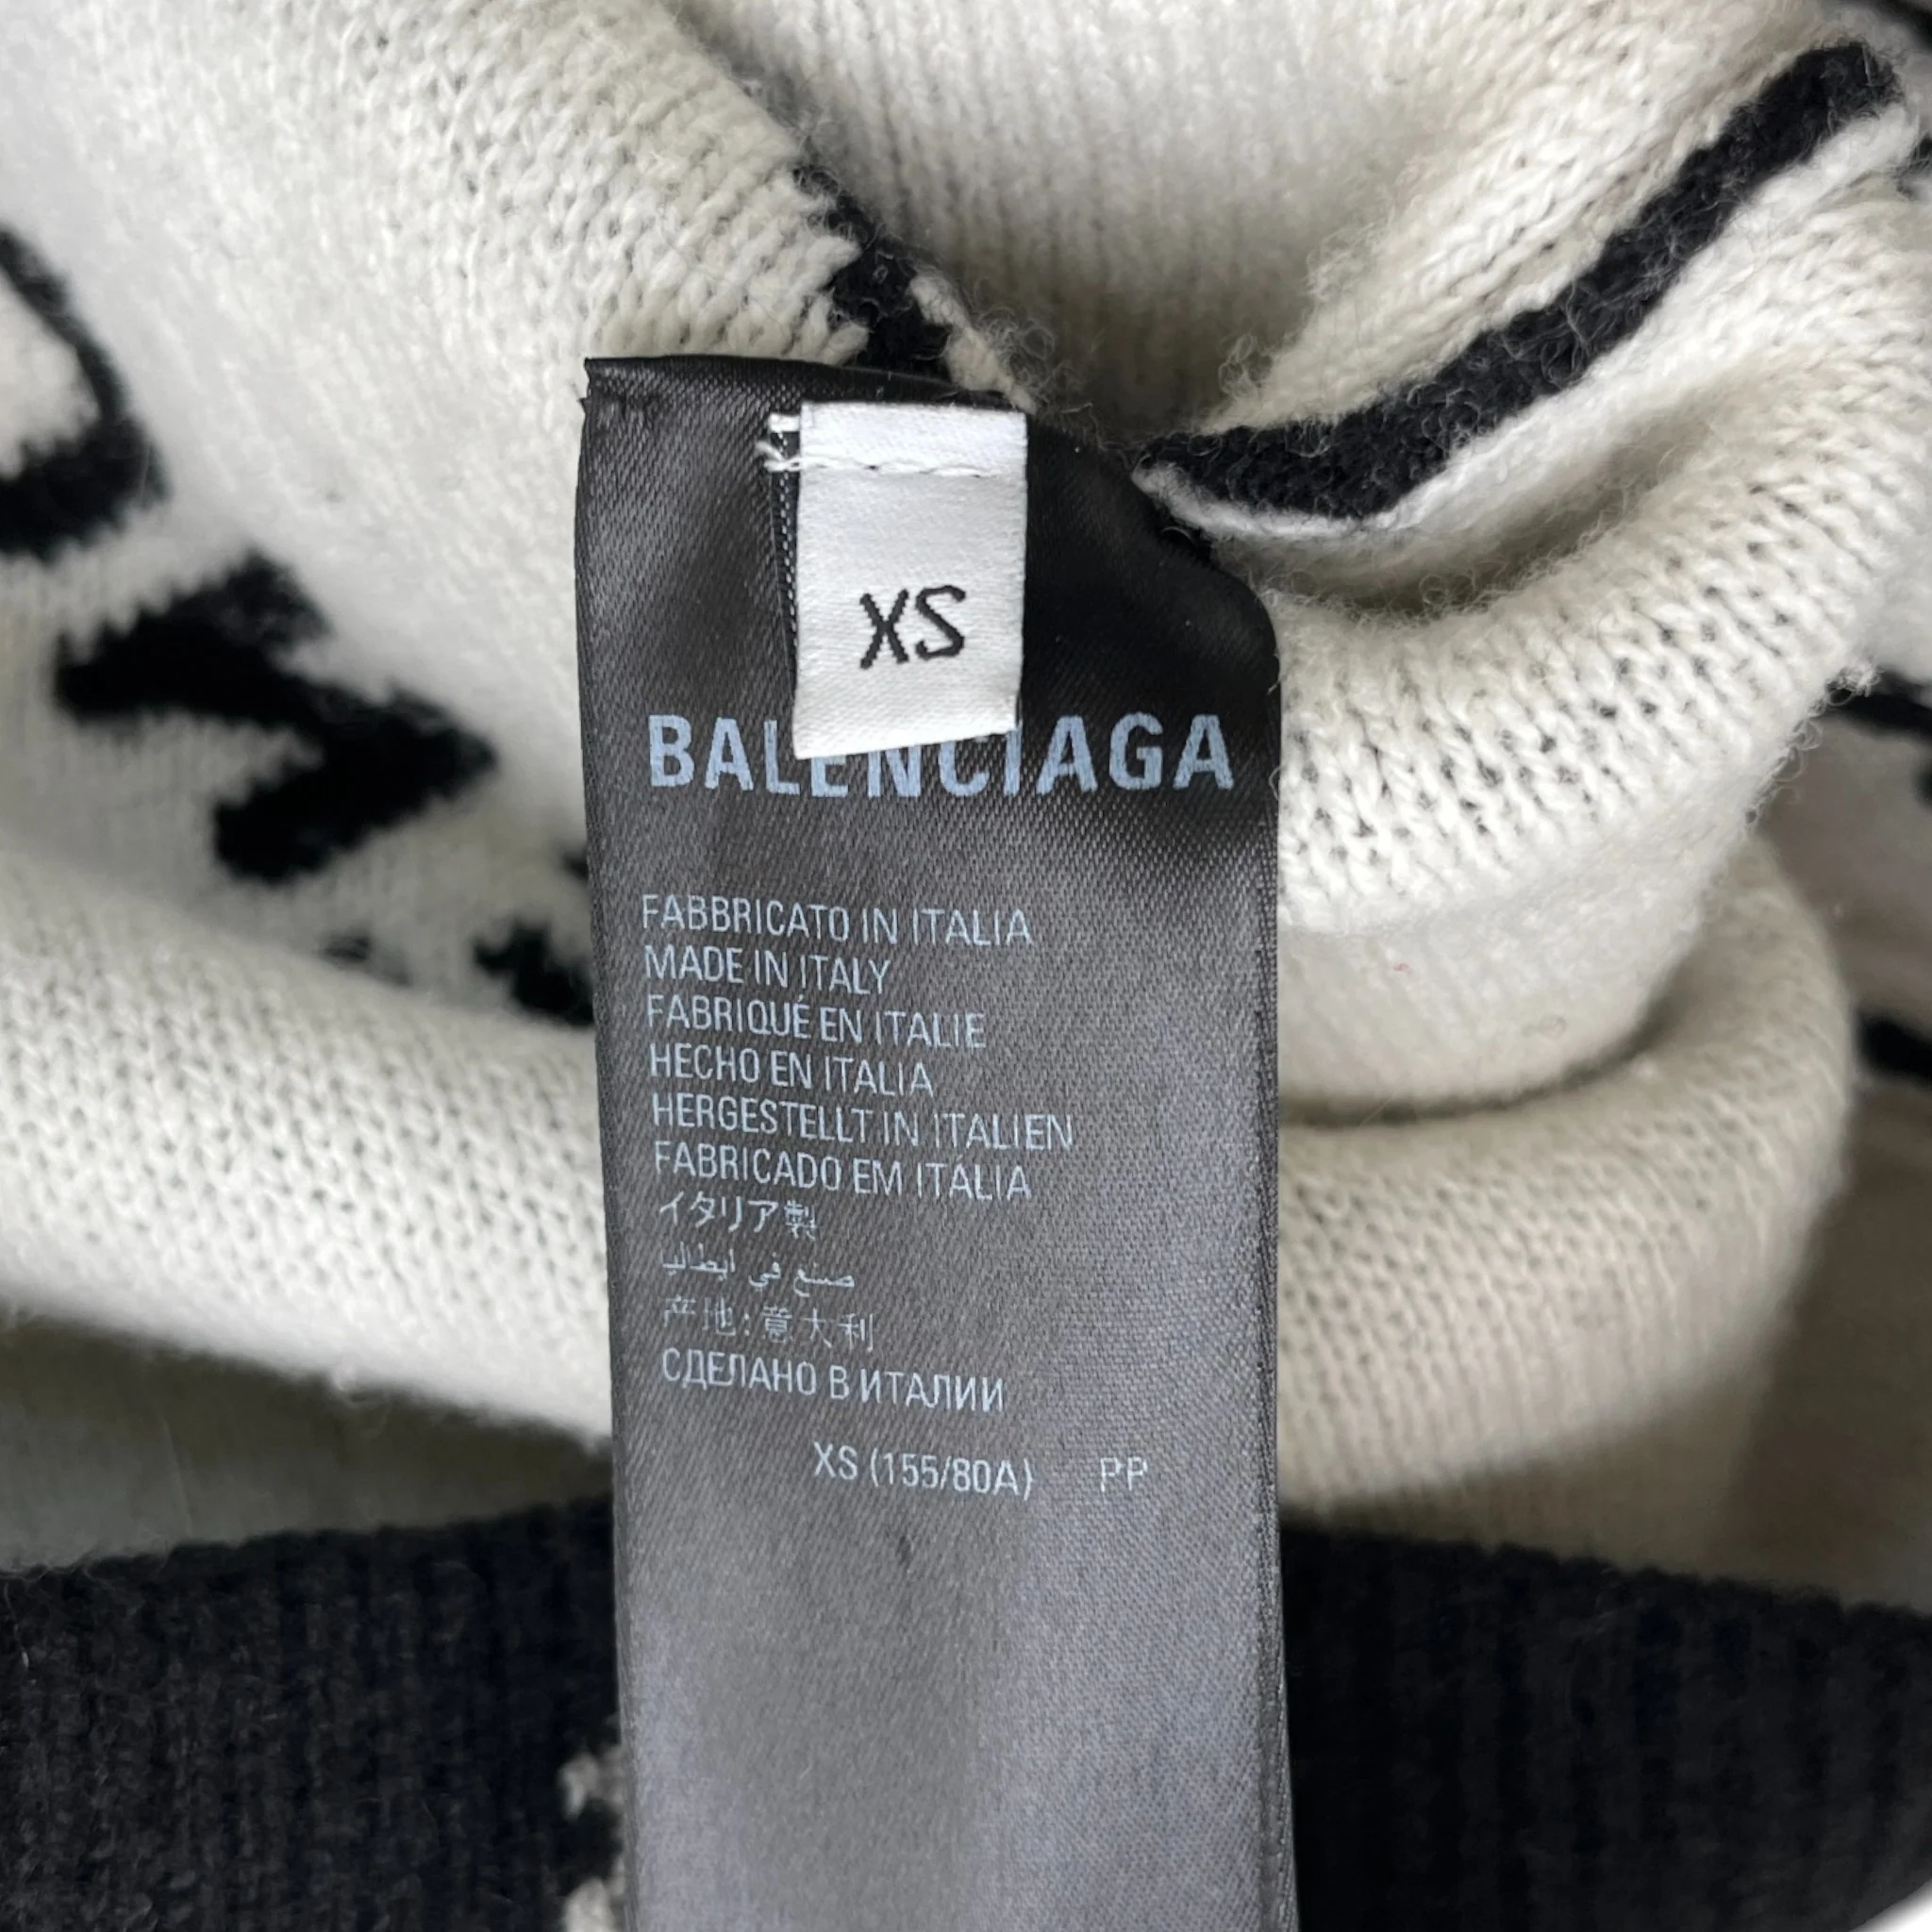 XS
BALENCIAGA
FABBRICATO IN ITALIA
MADE IN ITALY
FABRIQUÉ EN ITALIE
HECHO EN ITALIA
HERGESTELLT IN ITALIEN
FABRICADO EM ITÁLIA
イタリア製
صنع في ايطاليا
产地:意大利
СДЕЛАНО В ИТАЛИИ
XS (155/80A) PP